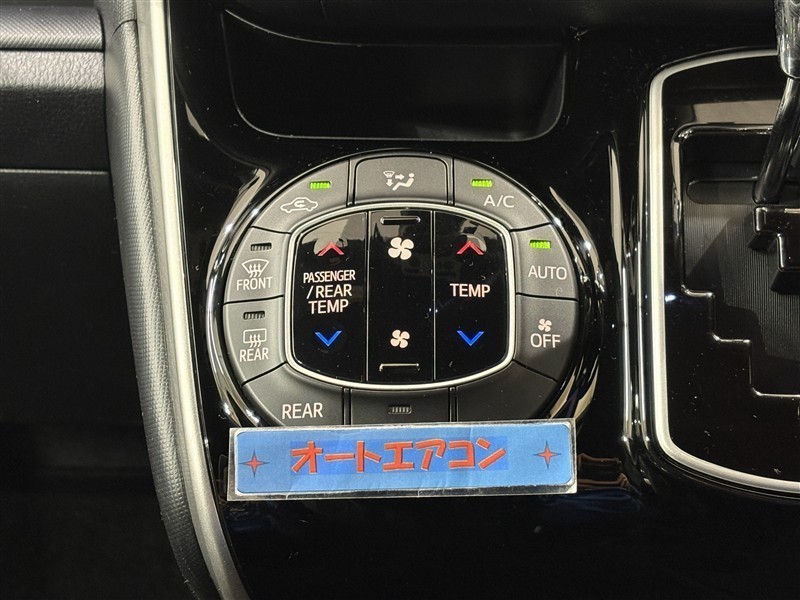 A/C
FRONT
PASSENGER
/REAR
TEMP
TEMP
AUTO
REAR
OFF
REAR
オートエアコン